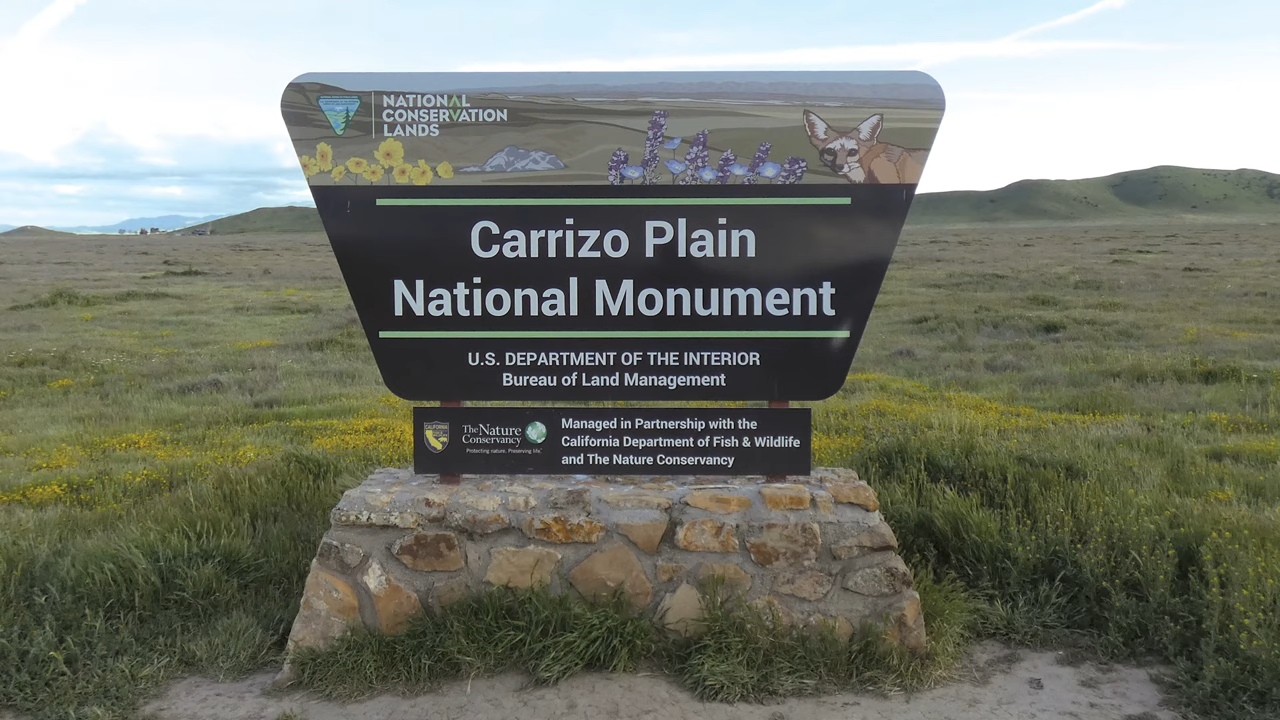 NATIONAL
CONSERVATION
LANDS
Carrizo Plain
National Monument
U.S. DEPARTMENT OF THE INTERIOR
Bureau of Land Management
CALIFORNIA
The Nature
Conservancy
Protecting nature. Preserving life.
Managed in Partnership with the
California Department of Fish & Wildlife
and The Nature Conservancy